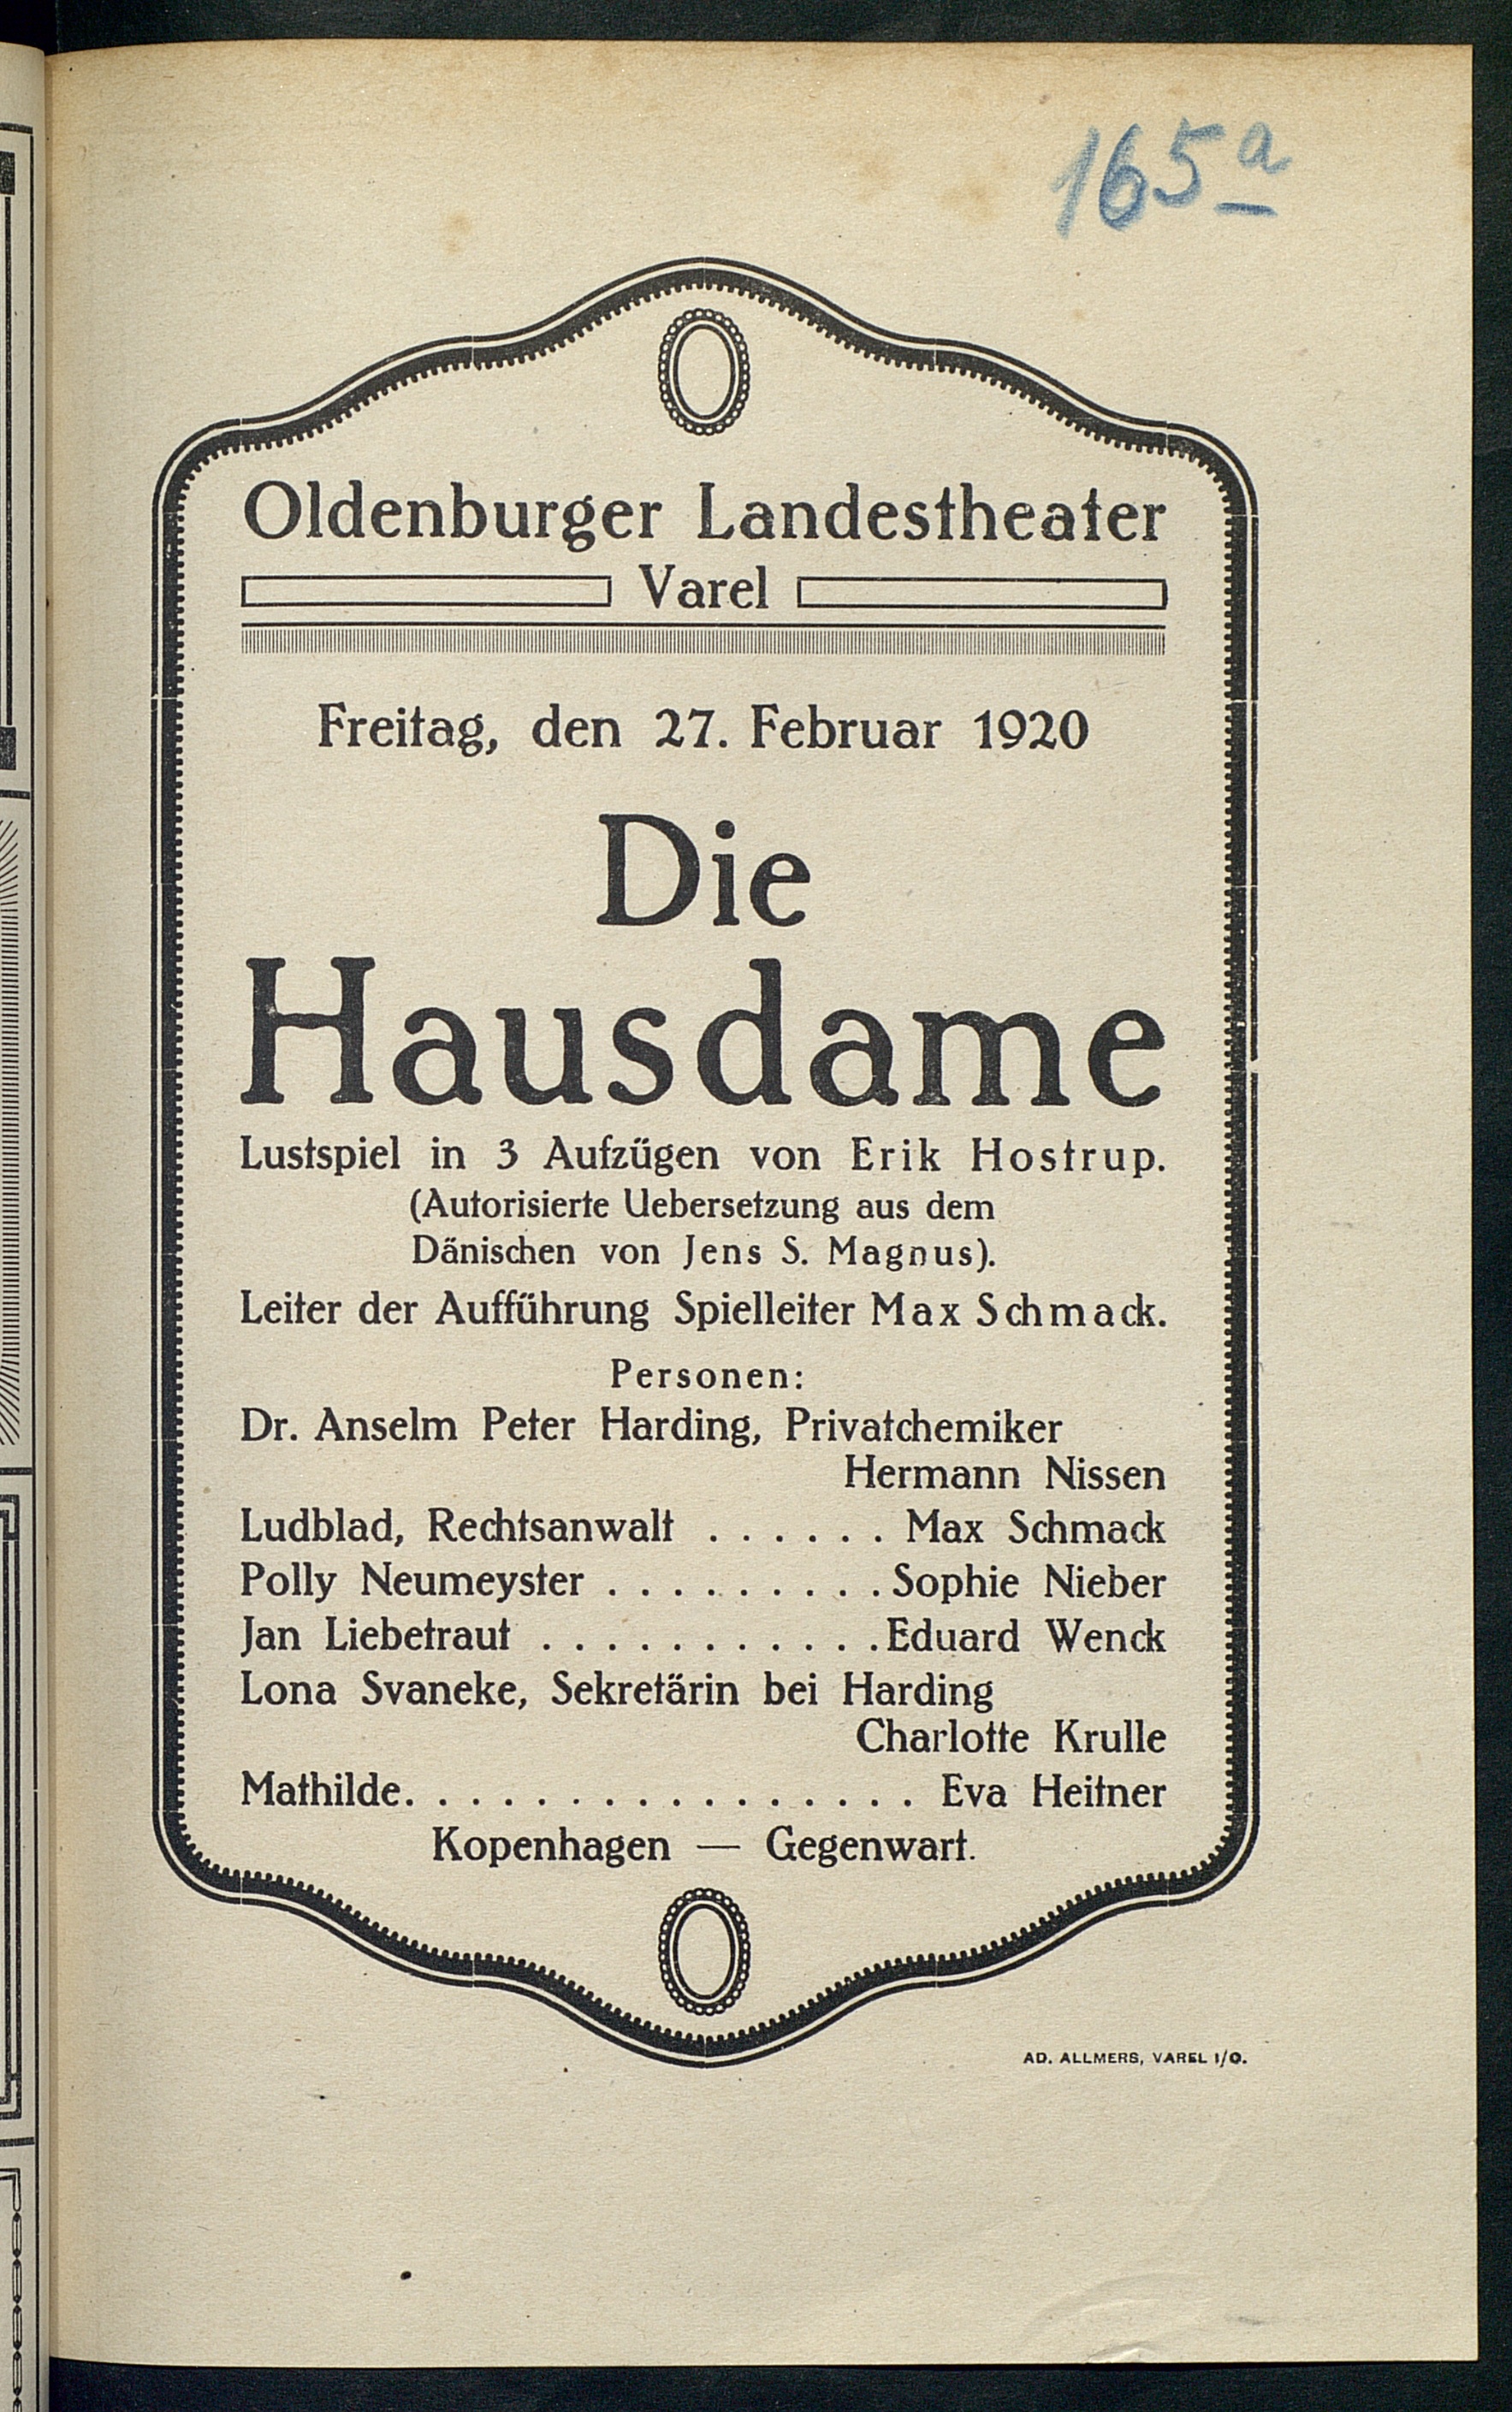 165a
Oldenburger Landestheater
Varel
Freitag, den 27. Februar 1920
Die
Hausdame
Lustspiel in 3 Aufzügen von Erik Hostrup.
(Autorisierte Uebersetzung aus dem
Dänischen von Jens S. Magnus).
Leiter der Aufführung Spielleiter Max Schmack.
Personen:
Dr. Anselm Peter Harding, Privatchemiker
Hermann Nissen
Ludblad, Rechtsanwalt . . . . . . Max Schmack
Polly Neumeyster . . . . . . . . . Sophie Nieber
Jan Liebetraut . . . . . . . . . . . Eduard Wenck
Lona Svaneke, Sekretärin bei Harding
Charlotte Krulle
Mathilde. . . . . . . . . . . . . . . . Eva Heitner
Kopenhagen — Gegenwart.
AD. ALLMERS, VAREL I/O.